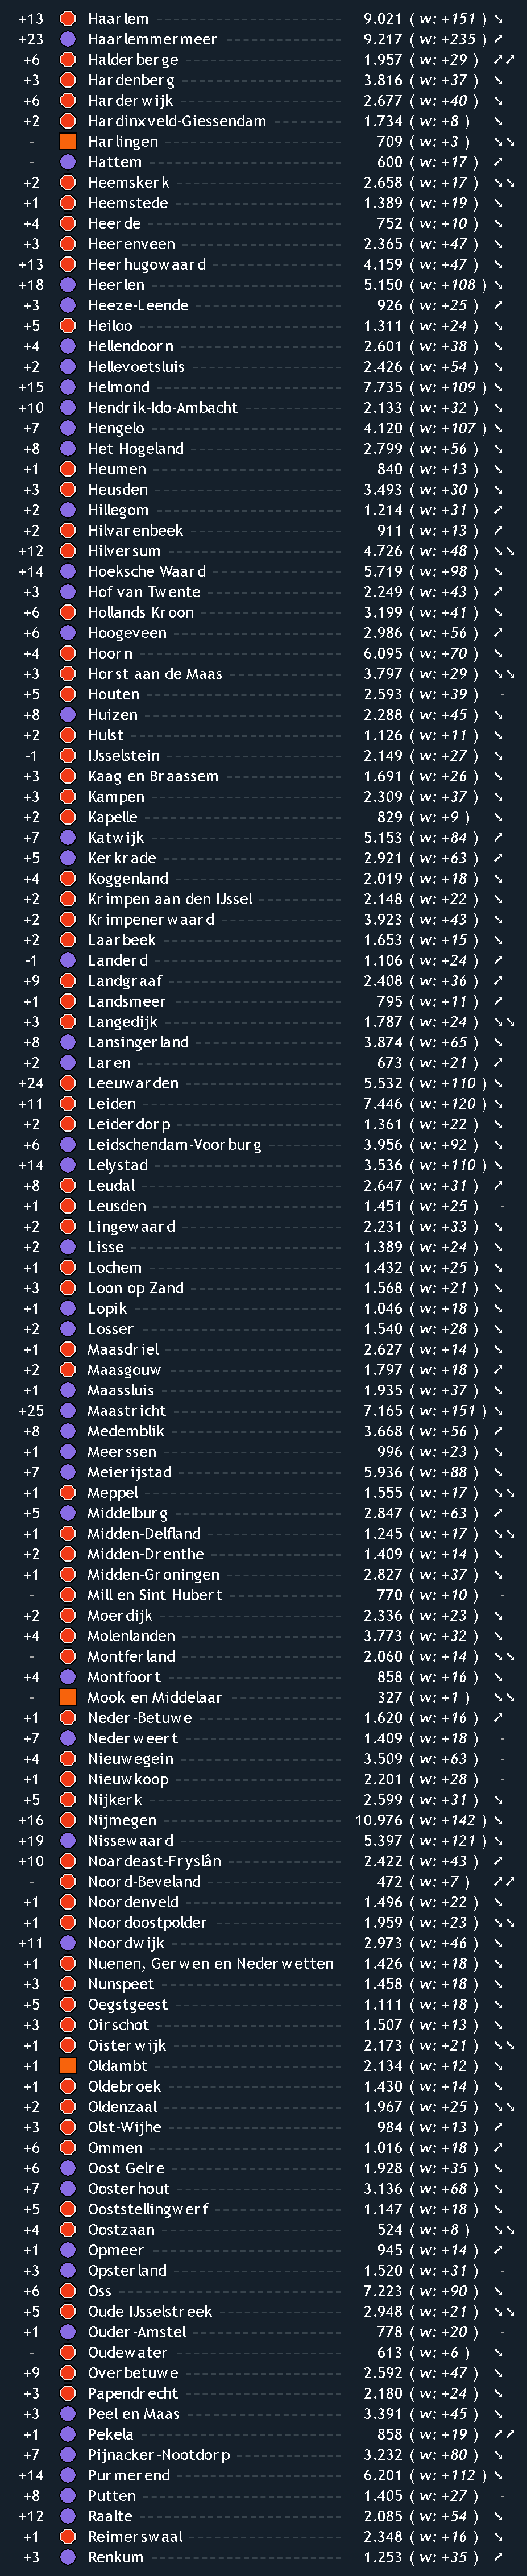 +13 Haarlem 9.021 ( w: +151 ) ↘
+23 Haarlemmermeer 9.217 ( w: +235 ) ↗
+6 Halderberge 1.957 ( w: +29 ) ↗↗
+3 Hardenberg 3.816 ( w: +37 ) ↘
+6 Harderwijk 2.677 ( w: +40 ) ↘
+2 Hardinxveld-Giessendam 1.734 ( w: +8 ) ↘
- Harlingen 709 ( w: +3 ) ↘↘
- Hattem 600 ( w: +17 ) ↗
+2 Heemskerk 2.658 ( w: +17 ) ↘↘
+1 Heemstede 1.389 ( w: +19 ) ↘
+4 Heerde 752 ( w: +10 ) ↘
+3 Heerenveen 2.365 ( w: +47 ) ↘
+13 Heerhugowaard 4.159 ( w: +47 ) ↘
+18 Heerlen 5.150 ( w: +108 ) ↘
+3 Heeze-Leende 926 ( w: +25 ) ↗
+5 Heiloo 1.311 ( w: +24 ) ↘
+4 Hellendoorn 2.601 ( w: +38 ) ↘
+2 Hellevoetsluis 2.426 ( w: +54 ) ↘
+15 Helmond 7.735 ( w: +109 ) ↘
+10 Hendrik-Ido-Ambacht 2.133 ( w: +32 ) ↘
+7 Hengelo 4.120 ( w: +107 ) ↘
+8 Het Hogeland 2.799 ( w: +56 ) ↘
+1 Heumen 840 ( w: +13 ) ↘
+3 Heusden 3.493 ( w: +30 ) ↘
+2 Hillegom 1.214 ( w: +31 ) ↗
+2 Hilvarenbeek 911 ( w: +13 ) ↗
+12 Hilversum 4.726 ( w: +48 ) ↘↘
+14 Hoeksche Waard 5.719 ( w: +98 ) ↘
+3 Hof van Twente 2.249 ( w: +43 ) ↗
+6 Hollands Kroon 3.199 ( w: +41 ) ↘
+6 Hoogeveen 2.986 ( w: +56 ) ↗
+4 Hoorn 6.095 ( w: +70 ) ↘
+3 Horst aan de Maas 3.797 ( w: +29 ) ↘↘
+5 Houten 2.593 ( w: +39 ) -
+8 Huizen 2.288 ( w: +45 ) ↘
+2 Hulst 1.126 ( w: +11 ) ↘
-1 IJsselstein 2.149 ( w: +27 ) ↘
+3 Kaag en Braassem 1.691 ( w: +26 ) ↘
+3 Kampen 2.309 ( w: +37 ) ↘
+2 Kapelle 829 ( w: +9 ) ↘
+7 Katwijk 5.153 ( w: +84 ) ↗
+5 Kerkrade 2.921 ( w: +63 ) ↗
+4 Koggenland 2.019 ( w: +18 ) ↘
+2 Krimpen aan den IJssel 2.148 ( w: +22 ) ↘
+2 Krimpenerwaard 3.923 ( w: +43 ) ↘
+2 Laarbeek 1.653 ( w: +15 ) ↘
-1 Landerd 1.106 ( w: +24 ) ↗
+9 Landgraaf 2.408 ( w: +36 ) ↗
+1 Landsmeer 795 ( w: +11 ) ↗
+3 Langedijk 1.787 ( w: +24 ) ↘↘
+8 Lansingerland 3.874 ( w: +65 ) ↘
+2 Laren 673 ( w: +21 ) ↗
+24 Leeuwarden 5.532 ( w: +110 ) ↘
+11 Leiden 7.446 ( w: +120 ) ↘
+2 Leiderdorp 1.361 ( w: +22 ) ↘
+6 Leidschendam-Voorburg 3.956 ( w: +92 ) ↘
+14 Lelystad 3.536 ( w: +110 ) ↘
+8 Leudal 2.647 ( w: +31 ) ↗
+1 Leusden 1.451 ( w: +25 ) -
+2 Lingewaard 2.231 ( w: +33 ) ↘
+2 Lisse 1.389 ( w: +24 ) ↘
+1 Lochem 1.432 ( w: +25 ) ↘
+3 Loon op Zand 1.568 ( w: +21 ) ↘
+1 Lopik 1.046 ( w: +18 ) ↘
+2 Losser 1.540 ( w: +28 ) ↘
+1 Maasdriel 2.627 ( w: +14 ) ↘
+2 Maasgouw 1.797 ( w: +18 ) ↗
+1 Maassluis 1.935 ( w: +37 ) ↘
+25 Maastricht 7.165 ( w: +151 ) ↘
+8 Medemblik 3.668 ( w: +56 ) ↗
+1 Meerssen 996 ( w: +23 ) ↘
+7 Meierijstad 5.936 ( w: +88 ) ↘
+1 Meppel 1.555 ( w: +17 ) ↘↘
+5 Middelburg 2.847 ( w: +63 ) ↗
+1 Midden-Delfland 1.245 ( w: +17 ) ↘↘
+2 Midden-Drenthe 1.409 ( w: +14 ) ↘
+1 Midden-Groningen 2.827 ( w: +37 ) ↘
- Mill en Sint Hubert 770 ( w: +10 ) -
+2 Moerdijk 2.336 ( w: +23 ) ↘
+4 Molenlanden 3.773 ( w: +32 ) ↘
- Montferland 2.060 ( w: +14 ) ↘↘
+4 Montfoort 858 ( w: +16 ) ↘
- Mook en Middelaar 327 ( w: +1 ) ↘↘
+1 Neder-Betuwe 1.620 ( w: +16 ) ↗
+7 Nederweert 1.409 ( w: +18 ) -
+4 Nieuwegein 3.509 ( w: +63 ) -
+1 Nieuwkoop 2.201 ( w: +28 ) -
+5 Nijkerk 2.599 ( w: +31 ) ↘
+16 Nijmegen 10.976 ( w: +142 ) ↘
+19 Nissewaard 5.397 ( w: +121 ) ↘
+10 Noardeast-Fryslân 2.422 ( w: +43 ) ↗
- Noord-Beveland 472 ( w: +7 ) ↗↗
+1 Noordenveld 1.496 ( w: +22 ) ↘
+1 Noordoostpolder 1.959 ( w: +23 ) ↘↘
+11 Noordwijk 2.973 ( w: +46 ) ↘
+1 Nuenen, Gerwen en Nederwetten 1.426 ( w: +18 ) ↘
+3 Nunspeet 1.458 ( w: +18 ) ↘
+5 Oegstgeest 1.111 ( w: +18 ) ↘
+3 Oirschot 1.507 ( w: +13 ) ↘
+1 Oisterwijk 2.173 ( w: +21 ) ↘↘
+1 Oldambt 2.134 ( w: +12 ) ↘
+1 Oldebroek 1.430 ( w: +14 ) ↘
+2 Oldenzaal 1.967 ( w: +25 ) ↘↘
+3 Olst-Wijhe 984 ( w: +13 ) ↗
+6 Ommen 1.016 ( w: +18 ) ↗
+6 Oost Gelre 1.928 ( w: +35 ) ↘
+7 Oosterhout 3.136 ( w: +68 ) ↘
+5 Ooststellingwerf 1.147 ( w: +18 ) ↘
+4 Oostzaan 524 ( w: +8 ) ↘↘
+1 Opmeer 945 ( w: +14 ) ↗
+3 Opsterland 1.520 ( w: +31 ) -
+6 Oss 7.223 ( w: +90 ) ↘
+5 Oude IJsselstreek 2.948 ( w: +21 ) ↘↘
+1 Ouder-Amstel 778 ( w: +20 ) -
- Oudewater 613 ( w: +6 ) ↘
+9 Overbetuwe 2.592 ( w: +47 ) ↘
+3 Papendrecht 2.180 ( w: +24 ) ↘
+3 Peel en Maas 3.391 ( w: +45 ) ↘
+1 Pekela 858 ( w: +19 ) ↗↗
+7 Pijnacker-Nootdorp 3.232 ( w: +80 ) ↘
+14 Purmerend 6.201 ( w: +112 ) ↘
+8 Putten 1.405 ( w: +27 ) -
+12 Raalte 2.085 ( w: +54 ) ↘
+1 Reimerswaal 2.348 ( w: +16 ) ↘
+3 Renkum 1.253 ( w: +35 ) ↗